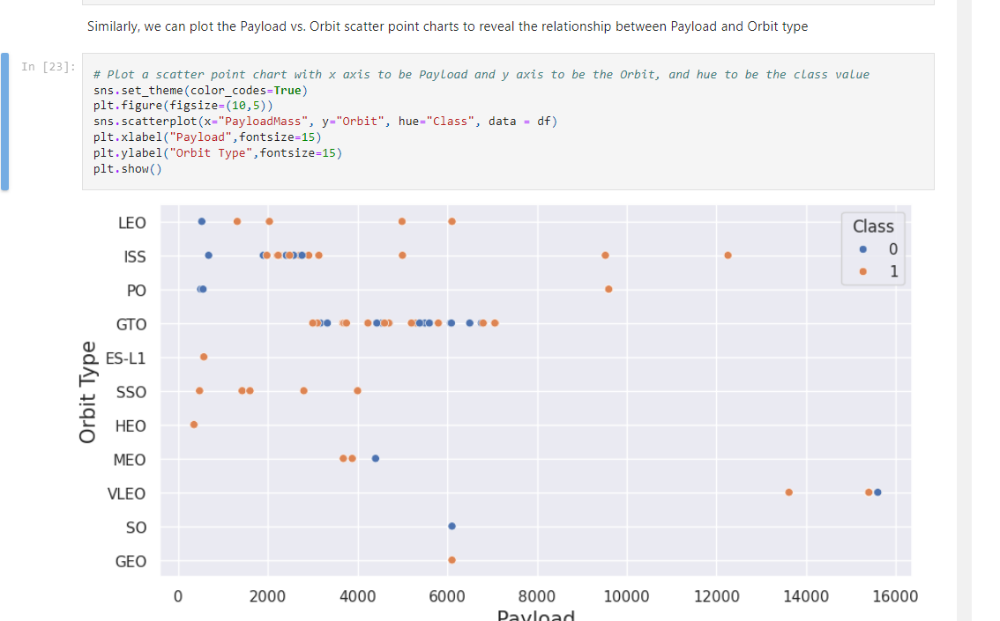 Similarly, we can plot the Payload vs. Orbit scatter point charts to reveal the relationship between Payload and Orbit type
In [23]:
# Plot a scatter point chart with x axis to be Payload and y axis to be the Orbit, and hue to be the class value
sns.set_theme(color_codes=True)
plt.figure(figsize=(10,5))
sns.scatterplot(x="PayloadMass", y="Orbit", hue="Class", data = df)
plt.xlabel("Payload",fontsize=15)
plt.ylabel("Orbit Type",fontsize=15)
plt.show()
Orbit Type
LEO
ISS
PO
GTO
ES-L1
SSO
HEO
MEO
VLEO
SO
GEO
Class
0
1
0 2000 4000 6000 8000 10000 12000 14000 16000
Payload